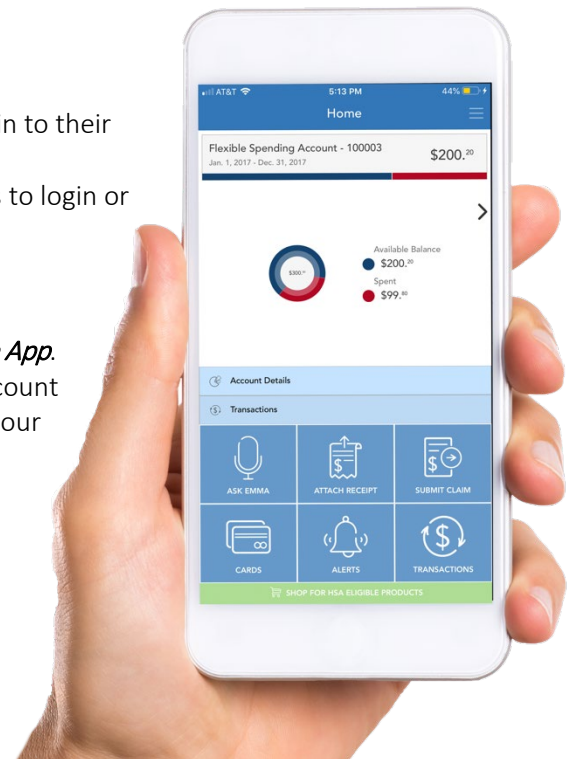 in to their
to login or
App.
count
our
AT&T 5:13 PM 44%
Home
Flexible Spending Account - 100003
$200.20
Jan. 1, 2017 - Dec. 31, 2017
Available Balance
$200.20
Spent
$99.80
Account Details
Transactions
ASK EMMA ATTACH RECEIPT SUBMIT CLAIM
CARDS ALERTS TRANSACTIONS
SHOP FOR HSA ELIGIBLE PRODUCTS